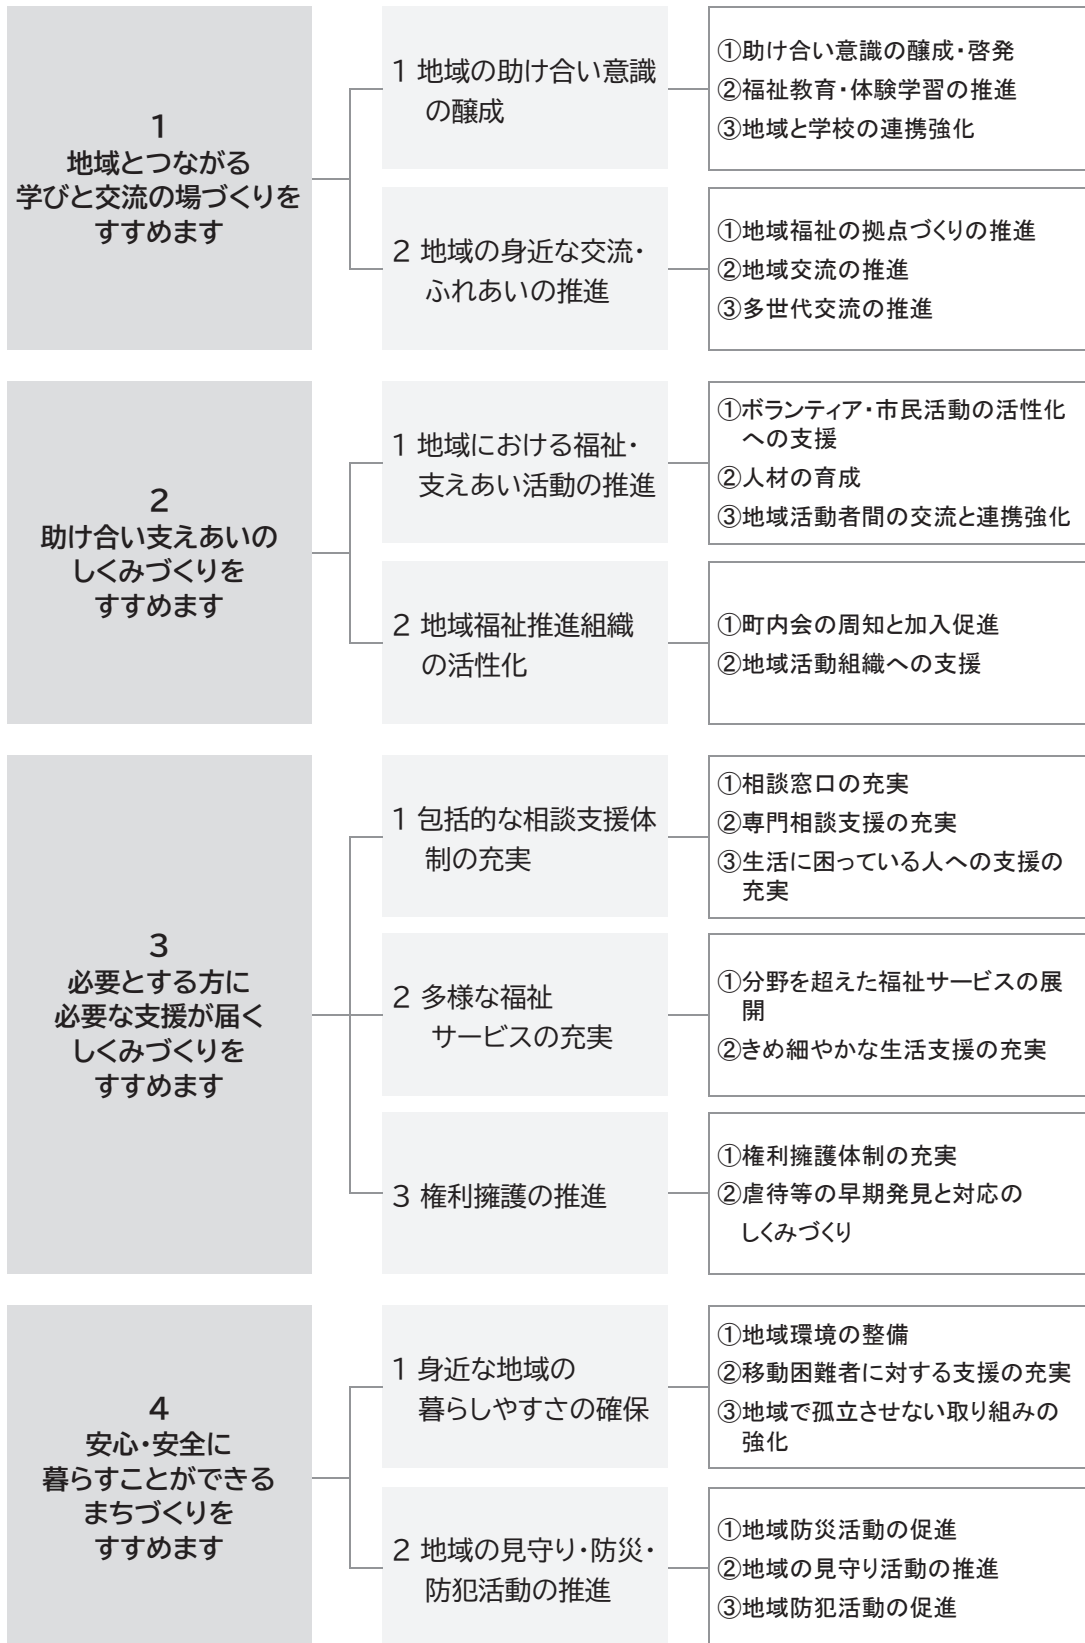 1
地域とつながる
学びと交流の場づくりを
すすめます
1 地域の助け合い意識
の醸成
①助け合い意識の醸成・啓発
②福祉教育・体験学習の推進
③地域と学校の連携強化
2 地域の身近な交流・
ふれあいの推進
①地域福祉の拠点づくりの推進
②地域交流の推進
③多世代交流の推進
2
助け合い支えあいの
しくみづくりを
すすめます
1 地域における福祉・
支えあい活動の推進
①ボランティア・市民活動の活性化
への支援
②人材の育成
③地域活動者間の交流と連携強化
2 地域福祉推進組織
の活性化
①町内会の周知と加入促進
②地域活動組織への支援
3
必要とする方に
必要な支援が届く
しくみづくりを
すすめます
1 包括的な相談支援体
制の充実
①相談窓口の充実
②専門相談支援の充実
③生活に困っている人への支援の
充実
2 多様な福祉
サービスの充実
①分野を超えた福祉サービスの展
開
②きめ細やかな生活支援の充実
3 権利擁護の推進
①権利擁護体制の充実
②虐待等の早期発見と対応の
しくみづくり
4
安心・安全に
暮らすことができる
まちづくりを
すすめます
1 身近な地域の
暮らしやすさの確保
①地域環境の整備
②移動困難者に対する支援の充実
③地域で孤立させない取り組みの
強化
2 地域の見守り・防災・
防犯活動の推進
①地域防災活動の促進
②地域の見守り活動の推進
③地域防犯活動の促進